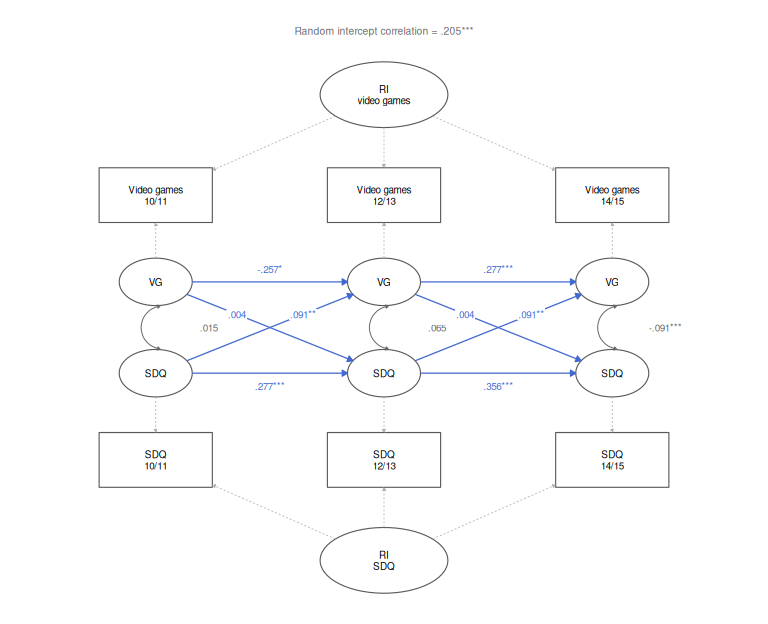 Random intercept correlation = .205***
RI
video games
Video games
10/11
Video games
12/13
Video games
14/15
VG
-.257*
VG
.277***
VG
.004
.091**
.004
.091**
.015
.065
-.091***
SDQ
.277***
SDQ
.356***
SDQ
SDQ
10/11
SDQ
12/13
SDQ
14/15
RI
SDQ